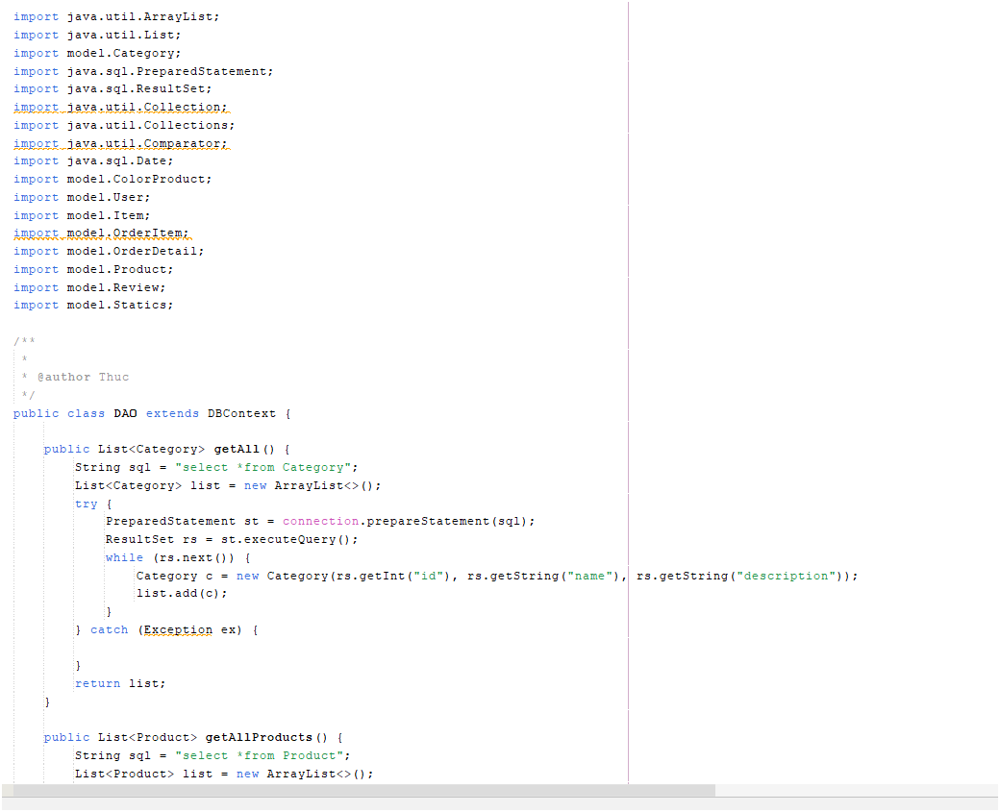 import java.util.ArrayList;
import java.util.List;
import model.Category;
import java.sql.PreparedStatement;
import java.sql.ResultSet;
import java.util.Collection;
import java.util.Collections;
import java.util.Comparator;
import java.sql.Date;
import model.ColorProduct;
import model.User;
import model.Item;
import model.OrderItem;
import model.OrderDetail;
import model.Product;
import model.Review;
import model.Statics;

/**
 *
 * @author Thuc
 */
public class DAO extends DBContext {

    public List<Category> getAll() {
        String sql = "select *from Category";
        List<Category> list = new ArrayList<>();
        try {
            PreparedStatement st = connection.prepareStatement(sql);
            ResultSet rs = st.executeQuery();
            while (rs.next()) {
                Category c = new Category(rs.getInt("id"), rs.getString("name"), rs.getString("description"));
                list.add(c);
            }
        } catch (Exception ex) {

        }
        return list;
    }

    public List<Product> getAllProducts() {
        String sql = "select *from Product";
        List<Product> list = new ArrayList<>();